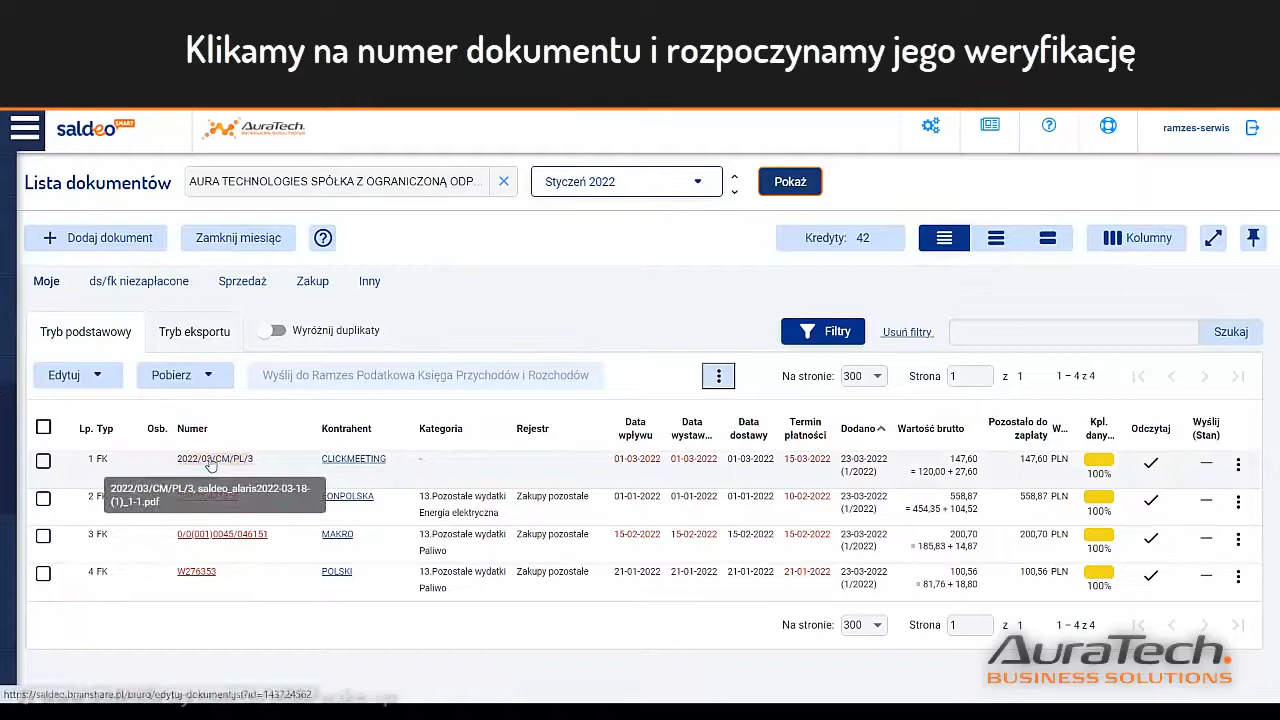 Klikamy na numer dokumentu i rozpoczynamy jego weryfikację
saldeo SMART AuraTech BUSINESS SOLUTIONS ramzes-serwis
Lista dokumentów AURA TECHNOLOGIES SPÓŁKA Z OGRANICZONĄ ODP... Styczeń 2022 Pokaż
Dodaj dokument Zamknij miesiąc Kredyty: 42 Kolumny
Moje ds/fk niezapłacone Sprzedaż Zakup Inny
Tryb podstawowy Tryb eksportu Wyróżnij duplikaty Filtry Usuń filtry Szukaj
Edytuj Pobierz Wyślij do Ramzes Podatkowa Księga Przychodów i Rozchodów Na stronie: 300 Strona 1 z 1 1 – 4 z 4
Lp. Typ Osb. Numer Kontrahent Kategoria Rejestr Data wpływu Data wystaw... Data dostawy Termin płatności Dodano Wartość brutto Pozostało do zapłaty W... Kpl. dany... Odczytaj Wyślij (Stan)
1 FK 2022/03/CM/PL/3 CLICKMEETING - 01-03-2022 01-03-2022 01-03-2022 15-03-2022 23-03-2022 147,60 147,60 PLN
(1/2022) = 120,00 + 27,60 100%
2022/03/CM/PL/3, saldeo_alaris2022-03-18-
(1)_1-1.pdf
2 FK PONPOLSKA 13.Pozostałe wydatki Zakupy pozostałe 01-01-2022 01-01-2022 01-01-2022 10-02-2022 23-03-2022 558,87 558,87 PLN
Energia elektryczna (1/2022) = 454,35 + 104,52 100%
3 FK 0/0(001)0045/046151 MAKRO 13.Pozostałe wydatki Zakupy pozostałe 15-02-2022 15-02-2022 15-02-2022 15-02-2022 23-03-2022 200,70 200,70 PLN
Paliwo (1/2022) = 185,83 + 14,87 100%
4 FK W276353 POLSKI 13.Pozostałe wydatki Zakupy pozostałe 21-01-2022 21-01-2022 21-01-2022 21-01-2022 23-03-2022 100,56 100,56 PLN
Paliwo (1/2022) = 81,76 + 18,80 100%
Na stronie: 300 Strona 1 z 1 1 – 4 z 4
AuraTech.
BUSINESS SOLUTIONS
https://saldeo.brainshare.pl/biuro/edytuj-dokumentysf?id=143724562